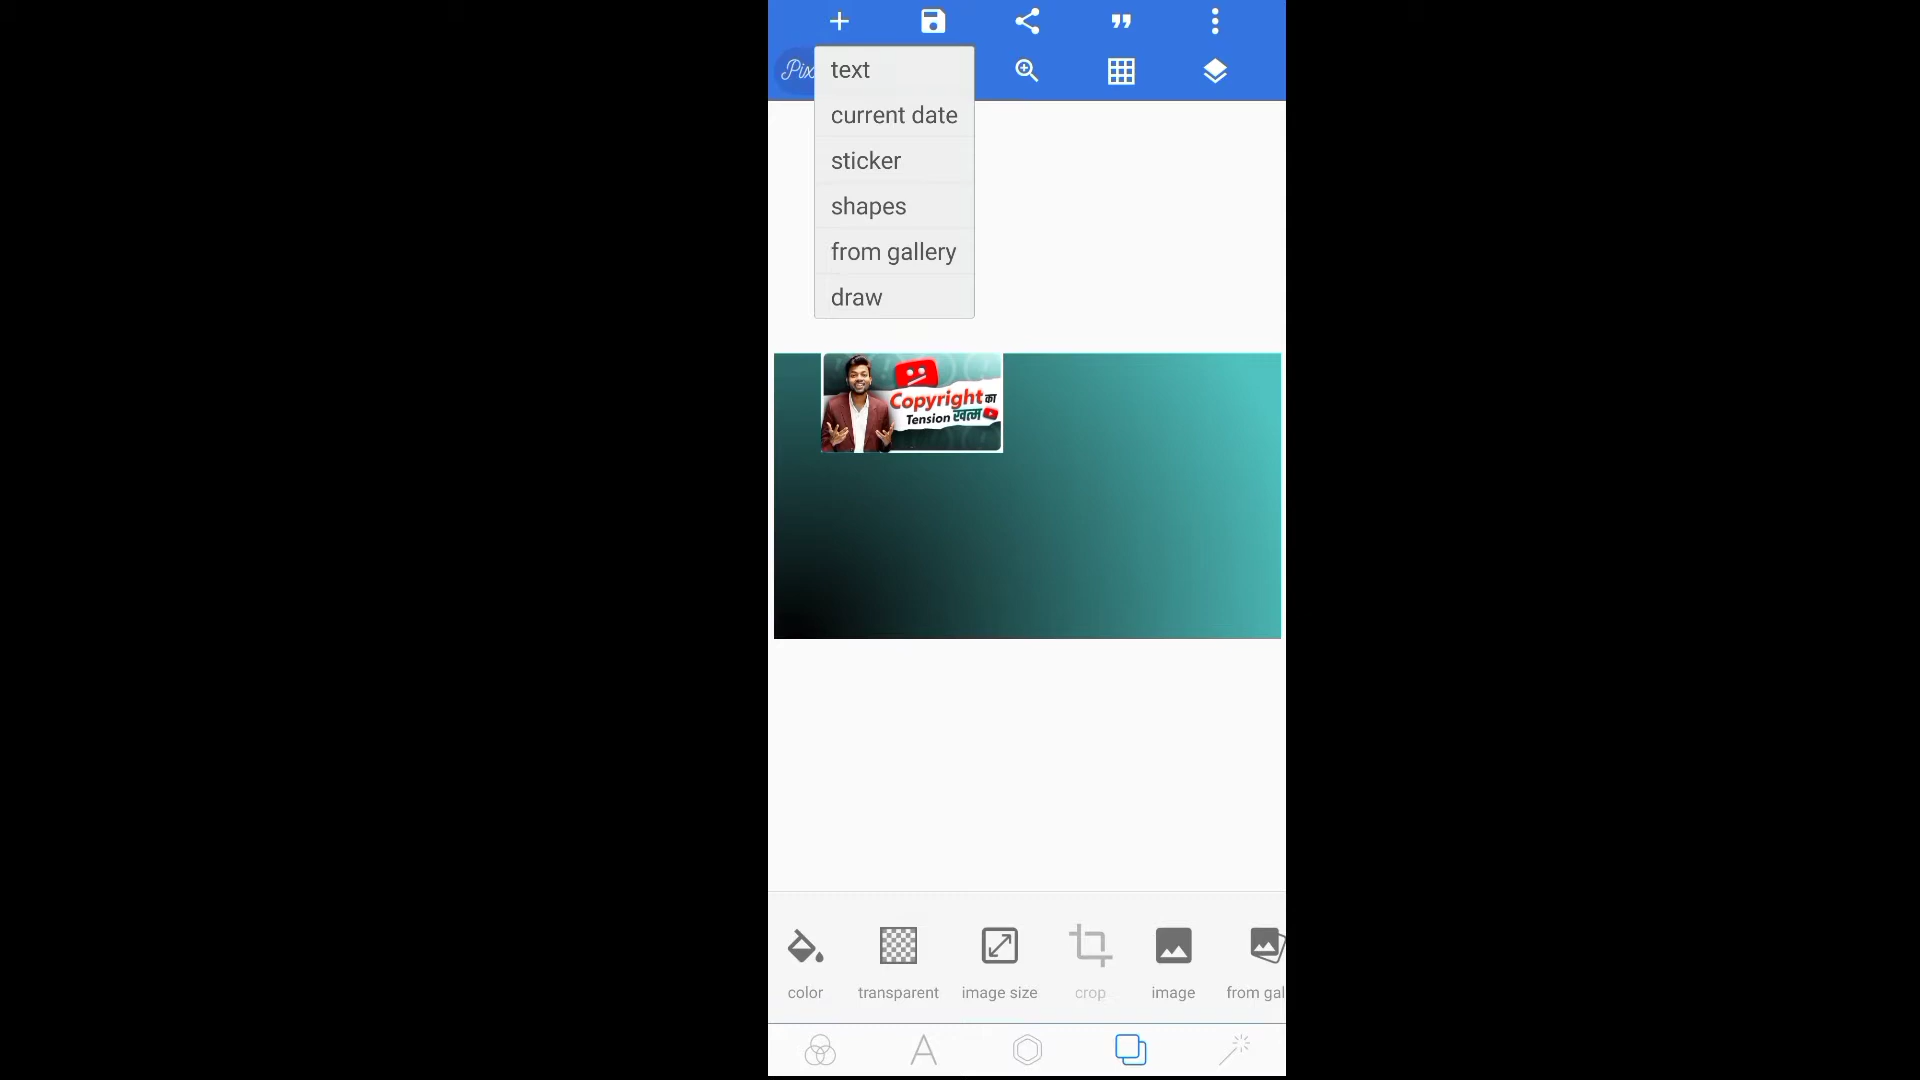 Pix
text
current date
sticker
shapes
from gallery
draw
Copyright का
Tension खत्म
color
transparent
image size
crop
image
from gal